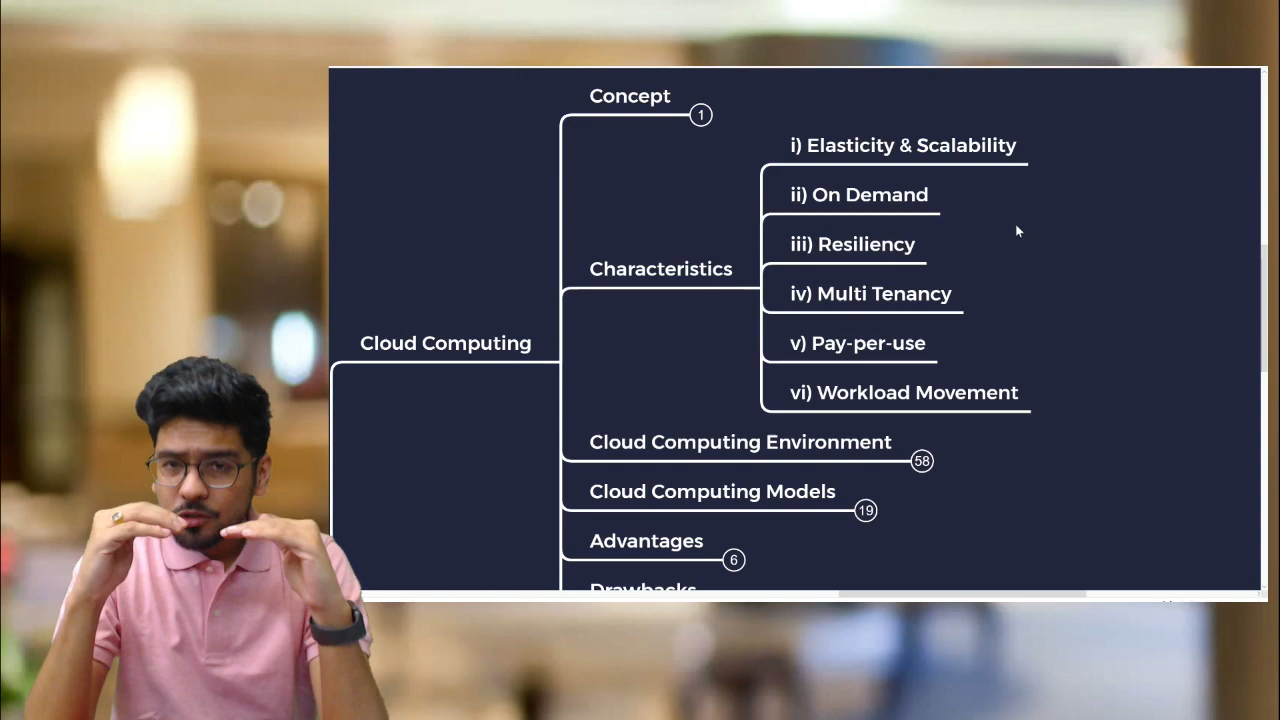 Concept
1
i) Elasticity & Scalability
ii) On Demand
iii) Resiliency
Characteristics
iv) Multi Tenancy
Cloud Computing
v) Pay-per-use
vi) Workload Movement
Cloud Computing Environment
58
Cloud Computing Models
19
Advantages
6
Drawbacks